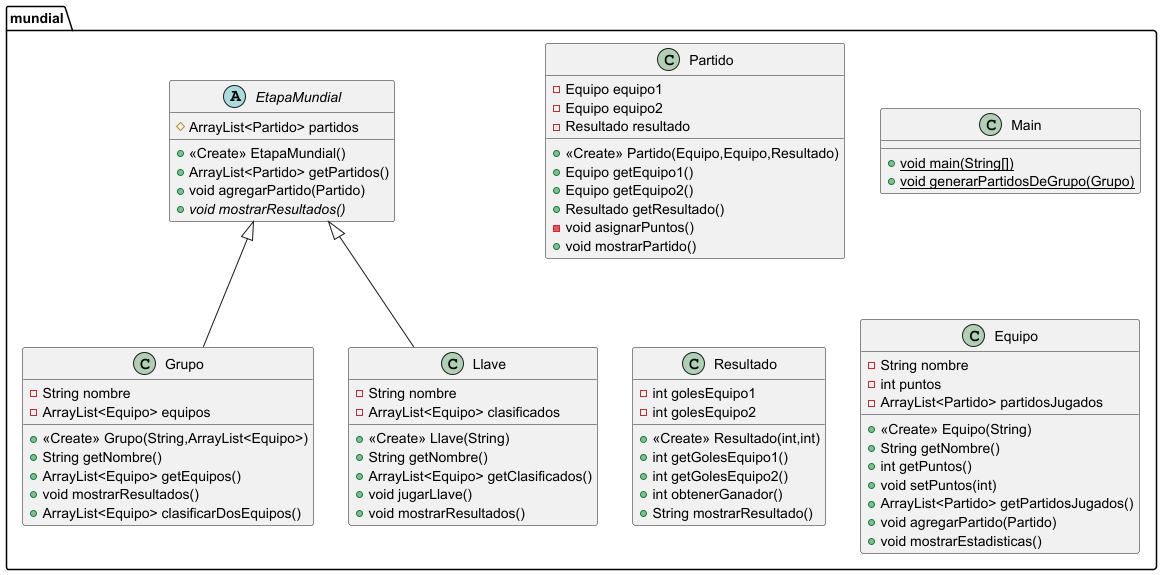 mundial
A EtapaMundial
ArrayList<Partido> partidos
«Create» EtapaMundial()
ArrayList<Partido> getPartidos()
void agregarPartido(Partido)
void mostrarResultados()
C Partido
Equipo equipo1
Equipo equipo2
Resultado resultado
«Create» Partido(Equipo,Equipo,Resultado)
Equipo getEquipo1()
Equipo getEquipo2()
Resultado getResultado()
void asignarPuntos()
void mostrarPartido()
C Main
void main(String[])
void generarPartidosDeGrupo(Grupo)
C Grupo
String nombre
ArrayList<Equipo> equipos
«Create» Grupo(String,ArrayList<Equipo>)
String getNombre()
ArrayList<Equipo> getEquipos()
void mostrarResultados()
ArrayList<Equipo> clasificarDosEquipos()
C Llave
String nombre
ArrayList<Equipo> clasificados
«Create» Llave(String)
String getNombre()
ArrayList<Equipo> getClasificados()
void jugarLlave()
void mostrarResultados()
C Resultado
int golesEquipo1
int golesEquipo2
«Create» Resultado(int,int)
int getGolesEquipo1()
int getGolesEquipo2()
int obtenerGanador()
String mostrarResultado()
C Equipo
String nombre
int puntos
ArrayList<Partido> partidosJugados
«Create» Equipo(String)
String getNombre()
int getPuntos()
void setPuntos(int)
ArrayList<Partido> getPartidosJugados()
void agregarPartido(Partido)
void mostrarEstadisticas()